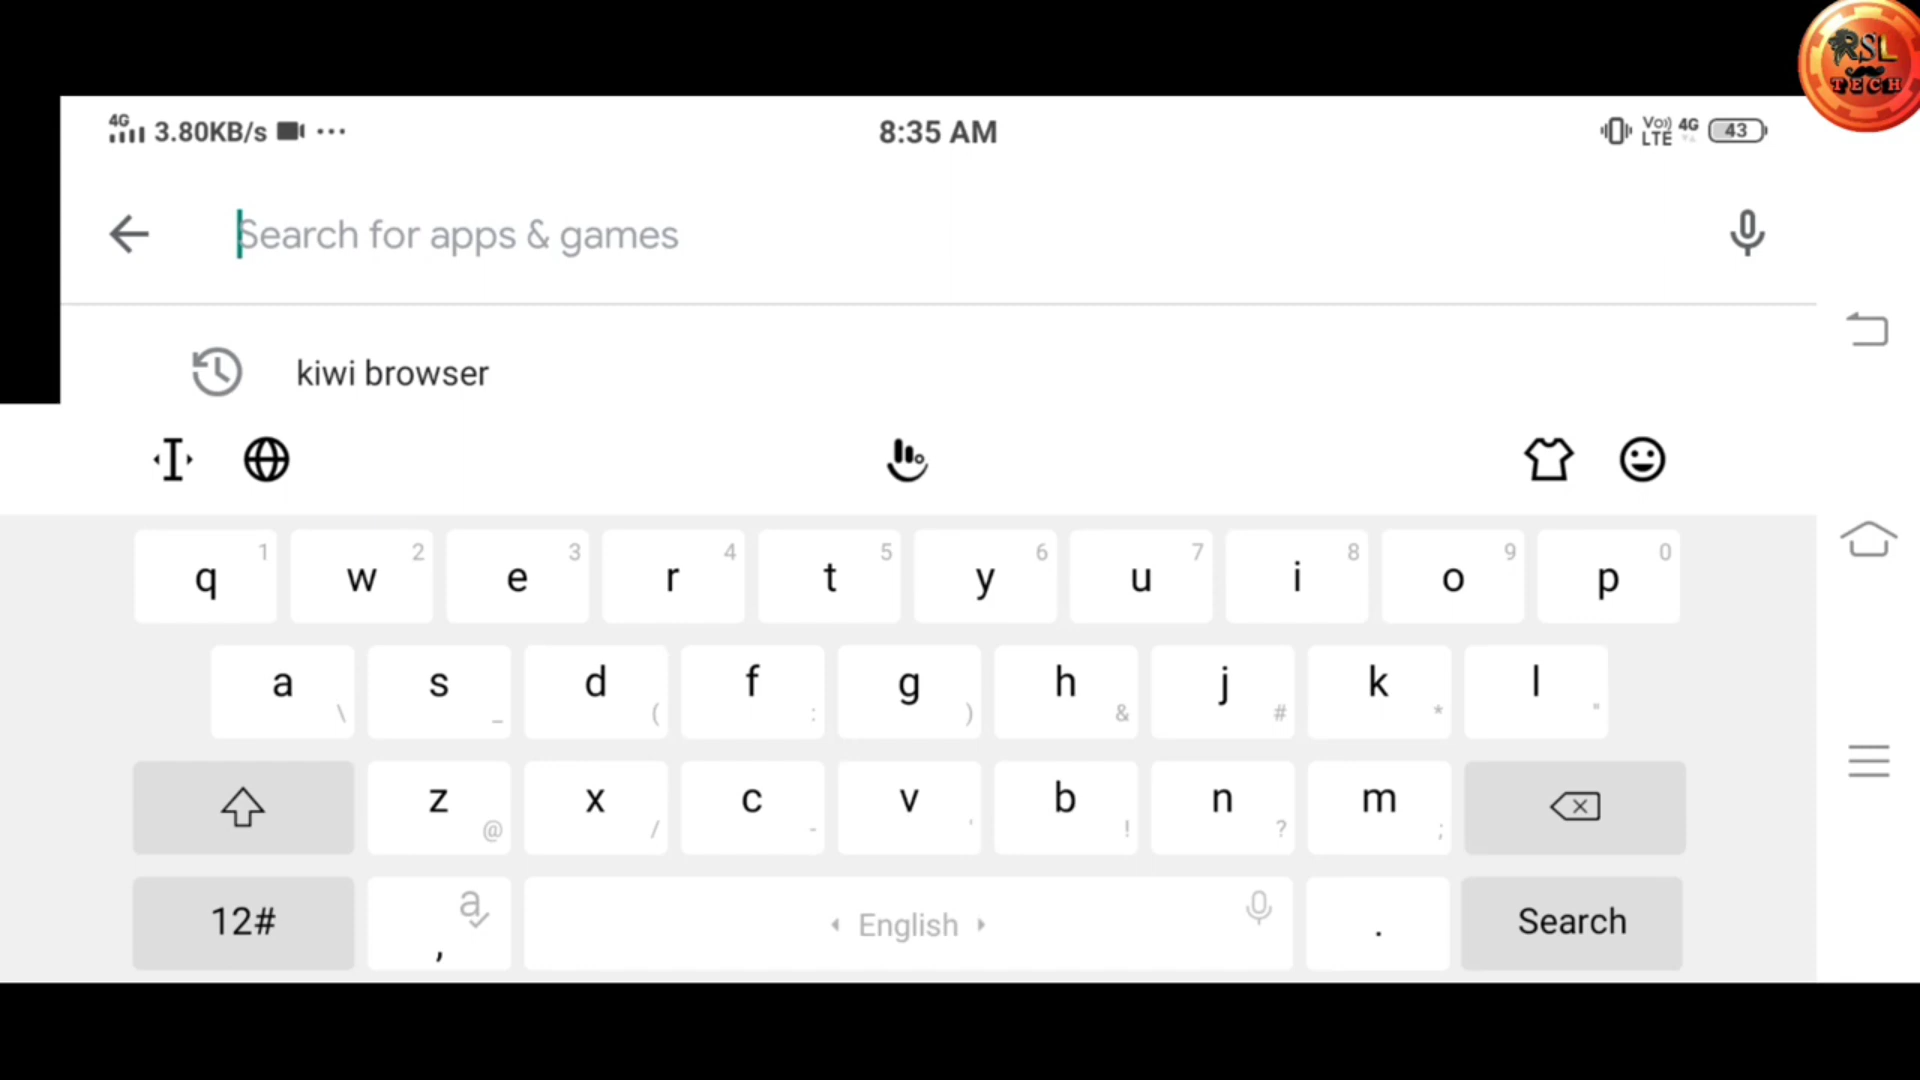 4G 3.80KB/s 8:35 AM VoLTE 4G 43
RSL
TECH
Search for apps & games
kiwi browser
q 1 w 2 e 3 r 4 t 5 y 6 u 7 i 8 o 9 p 0
a \ s _ d ( f : g ) h & j # k * l "
z @ x / c - v ' b ! n ? m ;
12# , a English . Search